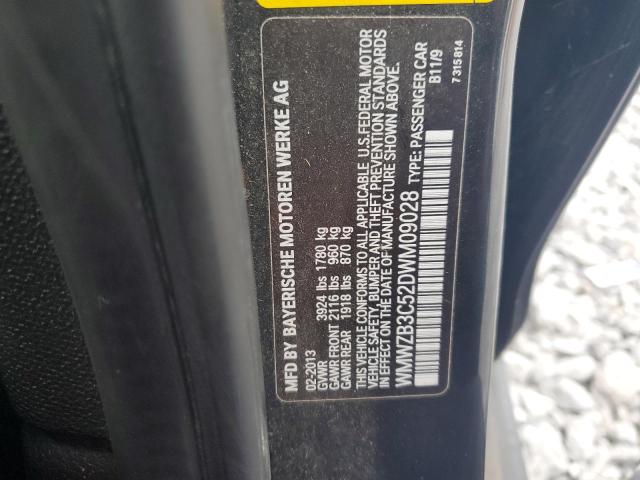 MFD BY BAYERISCHE MOTOREN WERKE AG
02-2013
GVWR 3924 lbs 1780 kg
GAWR FRONT 2116 lbs 960 kg
GAWR REAR 1918 lbs 870 kg
THIS VEHICLE CONFORMS TO ALL APPLICABLE U.S.FEDERAL MOTOR
VEHICLE SAFETY, BUMPER AND THEFT PREVENTION STANDARDS
IN EFFECT ON THE DATE OF MANUFACTURE SHOWN ABOVE.
WMWZB3C52DWM09028 TYPE: PASSENGER CAR
B11/9
7 315 814